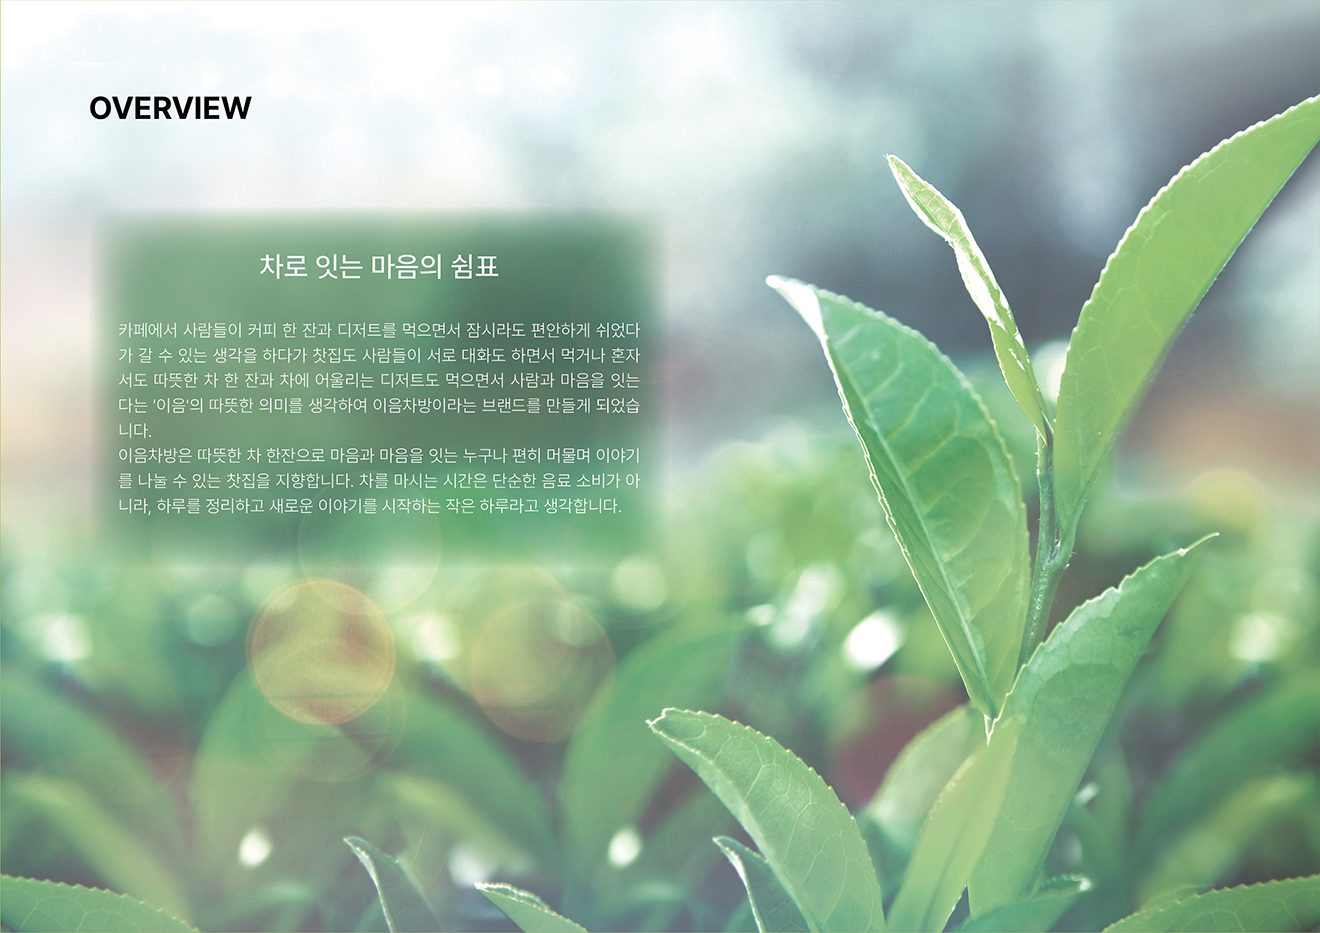 OVERVIEW
차로 잇는 마음의 쉼표
카페에서 사람들이 커피 한 잔과 디저트를 먹으면서 잠시라도 편안하게 쉬었다
가 갈 수 있는 생각을 하다가 찻집도 사람들이 서로 대화도 하면서 먹거나 혼자
서도 따뜻한 차 한 잔과 차에 어울리는 디저트도 먹으면서 사람과 마음을 잇는
다는 '이음'의 따뜻한 의미를 생각하여 이음차방이라는 브랜드를 만들게 되었습
니다.
이음차방은 따뜻한 차 한잔으로 마음과 마음을 잇는 누구나 편히 머물며 이야기
를 나눌 수 있는 찻집을 지향합니다. 차를 마시는 시간은 단순한 음료 소비가 아
니라, 하루를 정리하고 새로운 이야기를 시작하는 작은 하루라고 생각합니다.